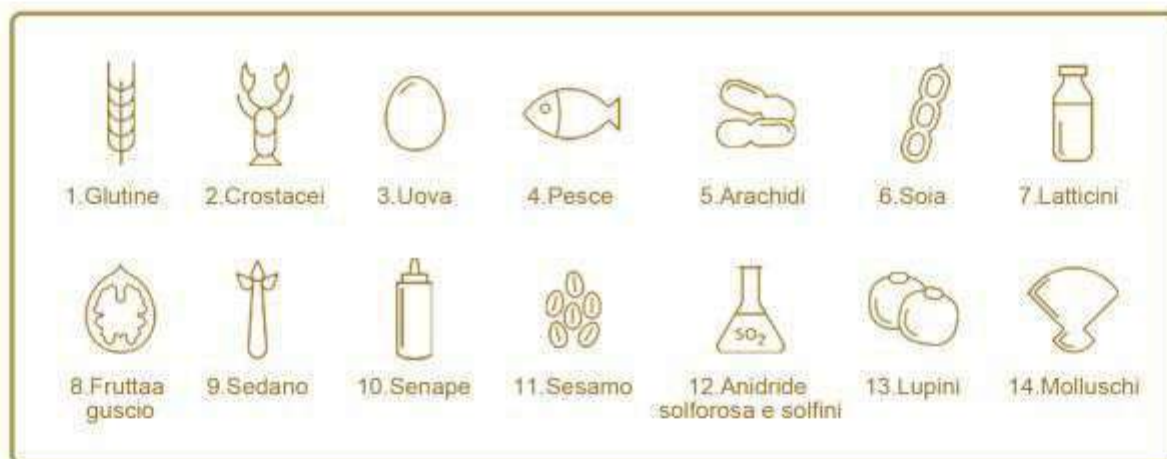 1.Glutine 2.Crostacei 3.Uova 4.Pesce 5.Arachidi 6.Soia 7.Latticini
SO2
8.Fruttaa 9.Sedano 10.Senape 11.Sesamo 12.Anidride 13.Lupini 14.Molluschi
guscio solforosa e solfini